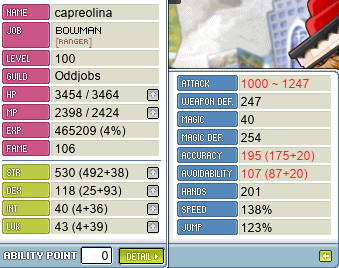 NAME capreolina
JOB BOWMAN
[RANGER]
LEVEL 100
GUILD Oddjobs
HP 3454 / 3464
MP 2398 / 2424
EXP. 465209 (4%)
FAME 106
STR 530 (492+38)
DEX 118 (25+93)
INT 40 (4+36)
LUK 43 (4+39)
ABILITY POINT 0 DETAIL
ATTACK 1000 ~ 1247
WEAPON DEF. 247
MAGIC 40
MAGIC DEF. 254
ACCURACY 195 (175+20)
AVOIDABILITY 107 (87+20)
HANDS 201
SPEED 138%
JUMP 123%